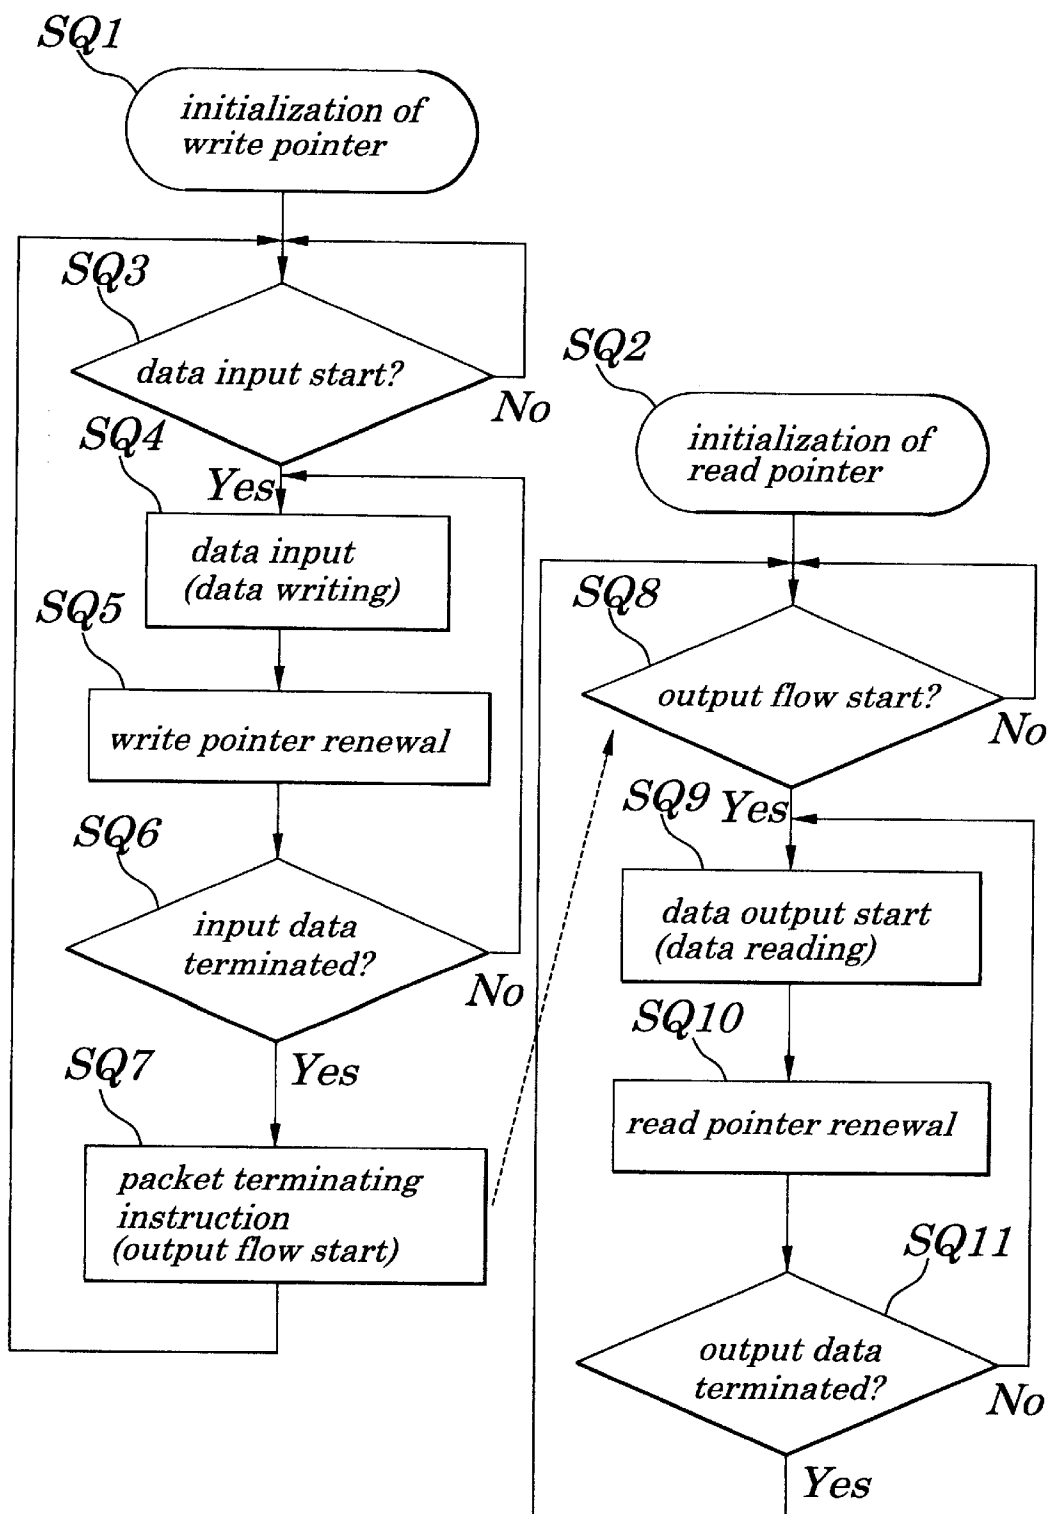 SQ1
initialization of
write pointer
SQ3
data input start?
No
SQ4
Yes
data input
(data writing)
SQ5
write pointer renewal
SQ6
input data
terminated?
No
Yes
SQ7
packet terminating
instruction
(output flow start)
SQ2
initialization of
read pointer
SQ8
output flow start?
No
SQ9
Yes
data output start
(data reading)
SQ10
read pointer renewal
SQ11
output data
terminated?
No
Yes